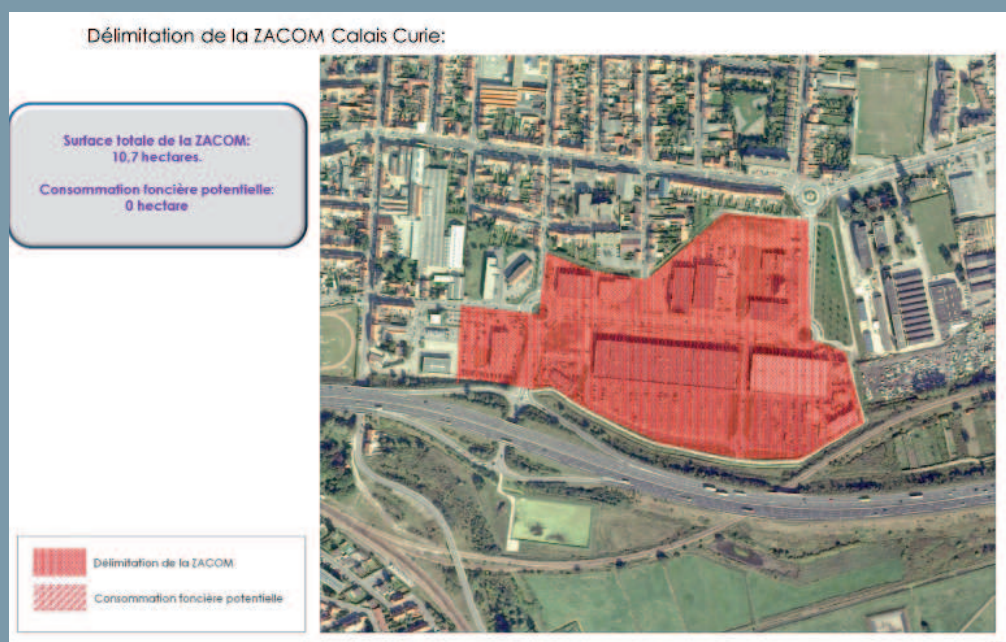 Délimitation de la ZACOM Calais Curie:
Surface totale de la ZACOM:
10,7 hectares.
Consommation foncière potentielle:
0 hectare
Délimitation de la ZACOM
Consommation foncière potentielle